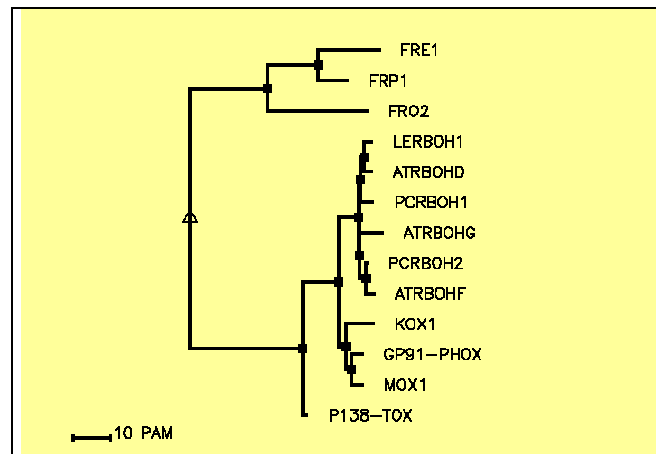 FRE1
FRP1
FRO2
LERBOH1
ATRBOHD
PCRBOH1
ATRBOHG
PCRBOH2
ATRBOHF
KOX1
GP91-PHOX
MOX1
P138-TOX
10 PAM